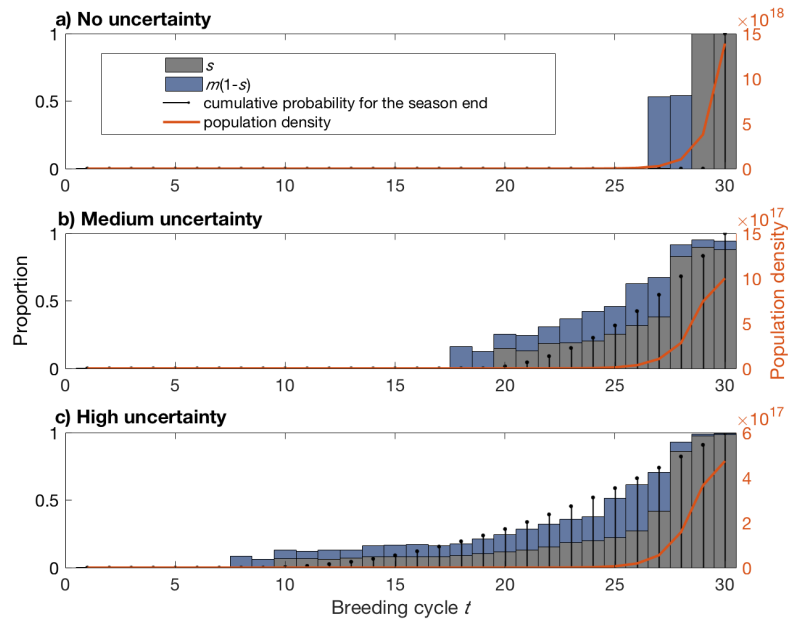 a) No uncertainty
×10^18
s
m(1-s)
cumulative probability for the season end
population density
1
0.5
0
15
10
5
0
0 5 10 15 20 25 30
b) Medium uncertainty
×10^17
1
0.5
0
15
10
5
0
0 5 10 15 20 25 30
Proportion
Population density
c) High uncertainty
×10^17
1
0.5
0
6
4
2
0
0 5 10 15 20 25 30
Breeding cycle t